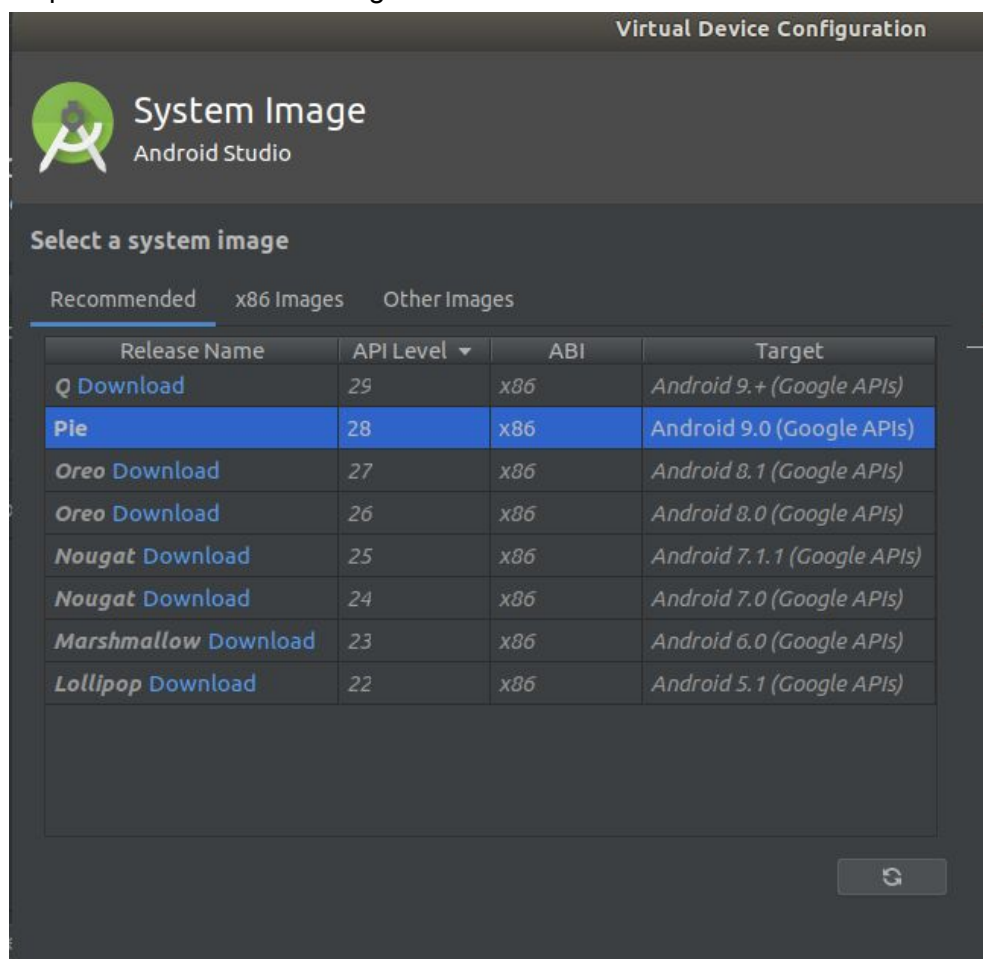 Virtual Device Configuration
System Image
Android Studio
Select a system image
Recommended x86 Images Other Images
Release Name API Level ABI Target
Q Download 29 x86 Android 9.+ (Google APIs)
Pie 28 x86 Android 9.0 (Google APIs)
Oreo Download 27 x86 Android 8.1 (Google APIs)
Oreo Download 26 x86 Android 8.0 (Google APIs)
Nougat Download 25 x86 Android 7.1.1 (Google APIs)
Nougat Download 24 x86 Android 7.0 (Google APIs)
Marshmallow Download 23 x86 Android 6.0 (Google APIs)
Lollipop Download 22 x86 Android 5.1 (Google APIs)